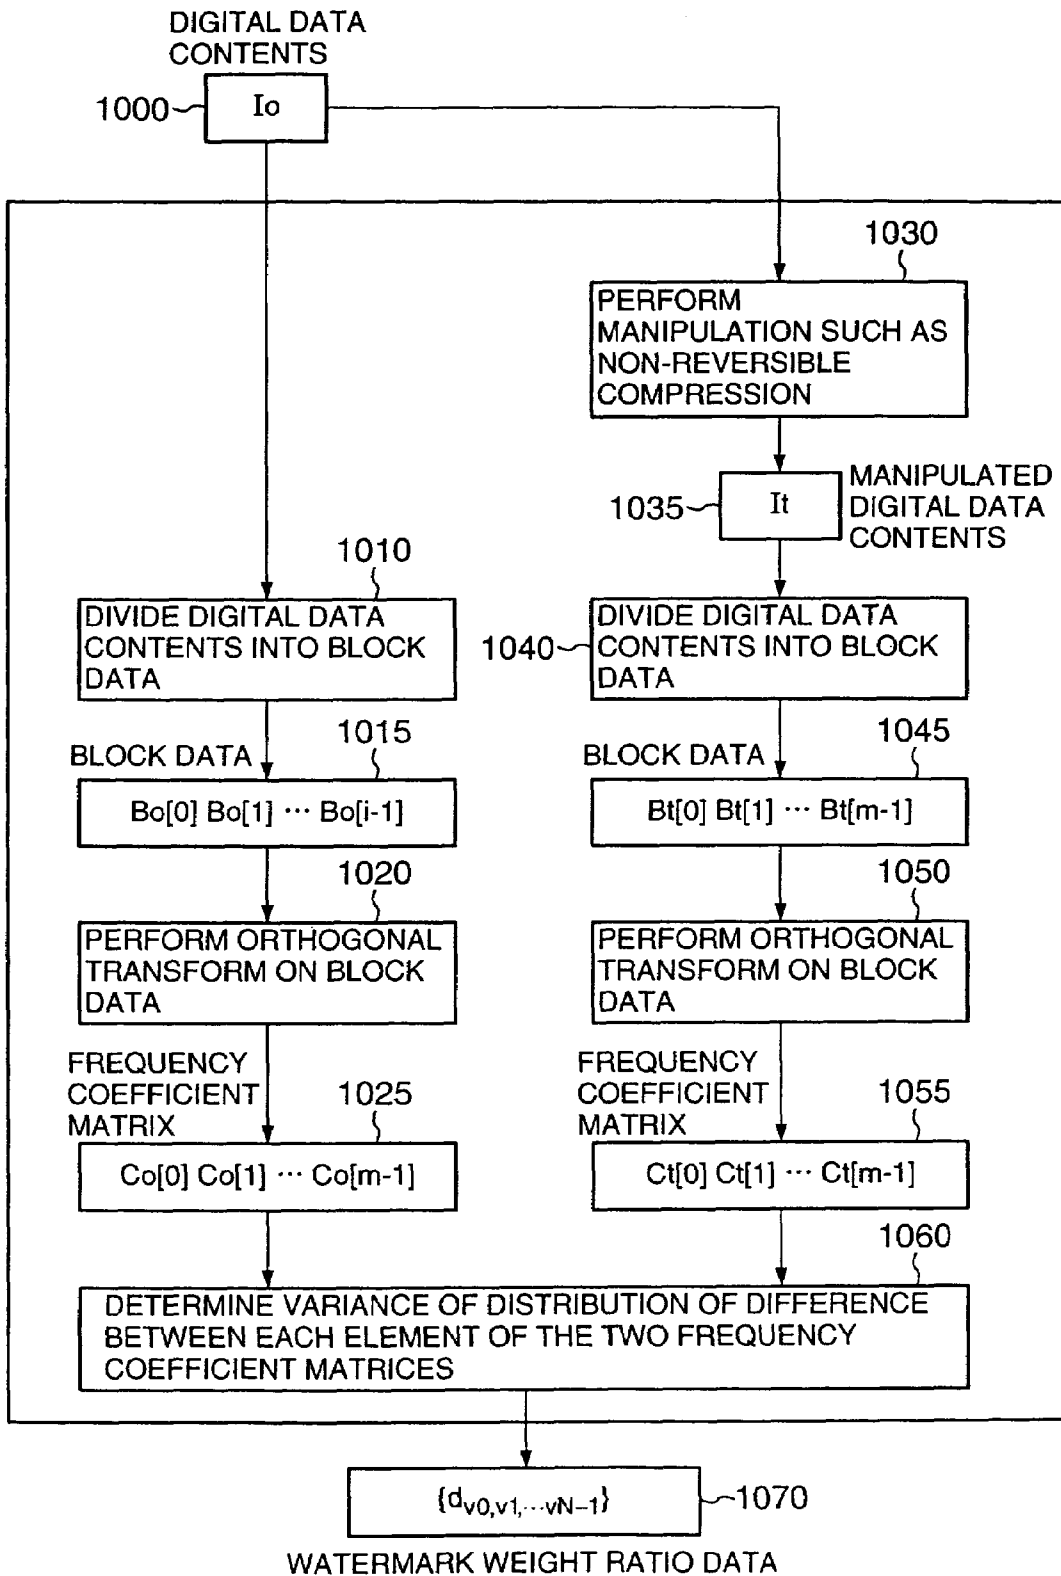 DIGITAL DATA
CONTENTS
1000
Io
1030
PERFORM
MANIPULATION SUCH AS
NON-REVERSIBLE
COMPRESSION
1035
It
MANIPULATED
DIGITAL DATA
CONTENTS
1010
DIVIDE DIGITAL DATA
CONTENTS INTO BLOCK
DATA
1040
DIVIDE DIGITAL DATA
CONTENTS INTO BLOCK
DATA
1015
BLOCK DATA
Bo[0] Bo[1] ··· Bo[i-1]
1045
BLOCK DATA
Bt[0] Bt[1] ··· Bt[m-1]
1020
PERFORM ORTHOGONAL
TRANSFORM ON BLOCK
DATA
1050
PERFORM ORTHOGONAL
TRANSFORM ON BLOCK
DATA
FREQUENCY
COEFFICIENT
MATRIX
1025
Co[0] Co[1] ··· Co[m-1]
FREQUENCY
COEFFICIENT
MATRIX
1055
Ct[0] Ct[1] ··· Ct[m-1]
1060
DETERMINE VARIANCE OF DISTRIBUTION OF DIFFERENCE
BETWEEN EACH ELEMENT OF THE TWO FREQUENCY
COEFFICIENT MATRICES
{dv0,v1,···vN−1}
1070
WATERMARK WEIGHT RATIO DATA